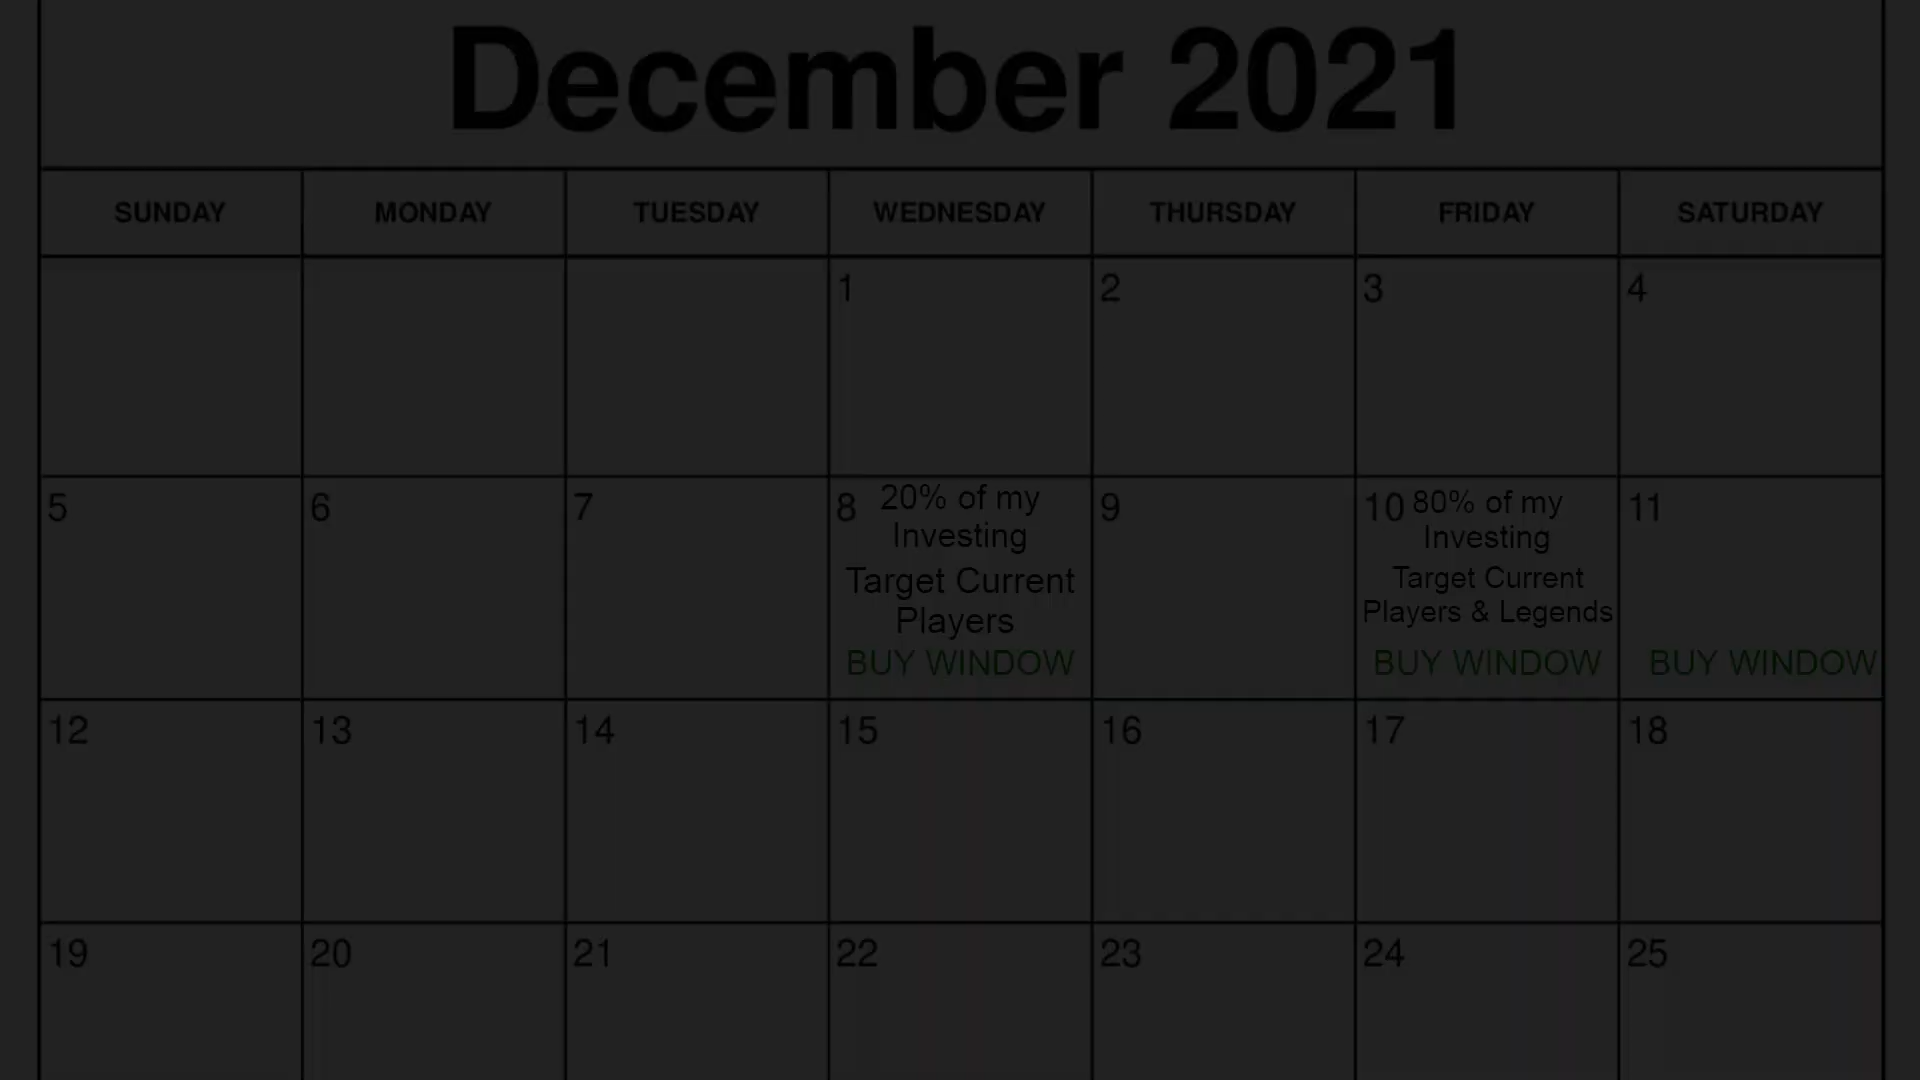 December 2021
SUNDAY MONDAY TUESDAY WEDNESDAY THURSDAY FRIDAY SATURDAY
1 2 3 4
5 6 7 8 20% of my
Investing
Target Current
Players
BUY WINDOW
9
10 80% of my
Investing
Target Current
Players & Legends
BUY WINDOW
11
BUY WINDOW
12 13 14 15 16 17 18
19 20 21 22 23 24 25